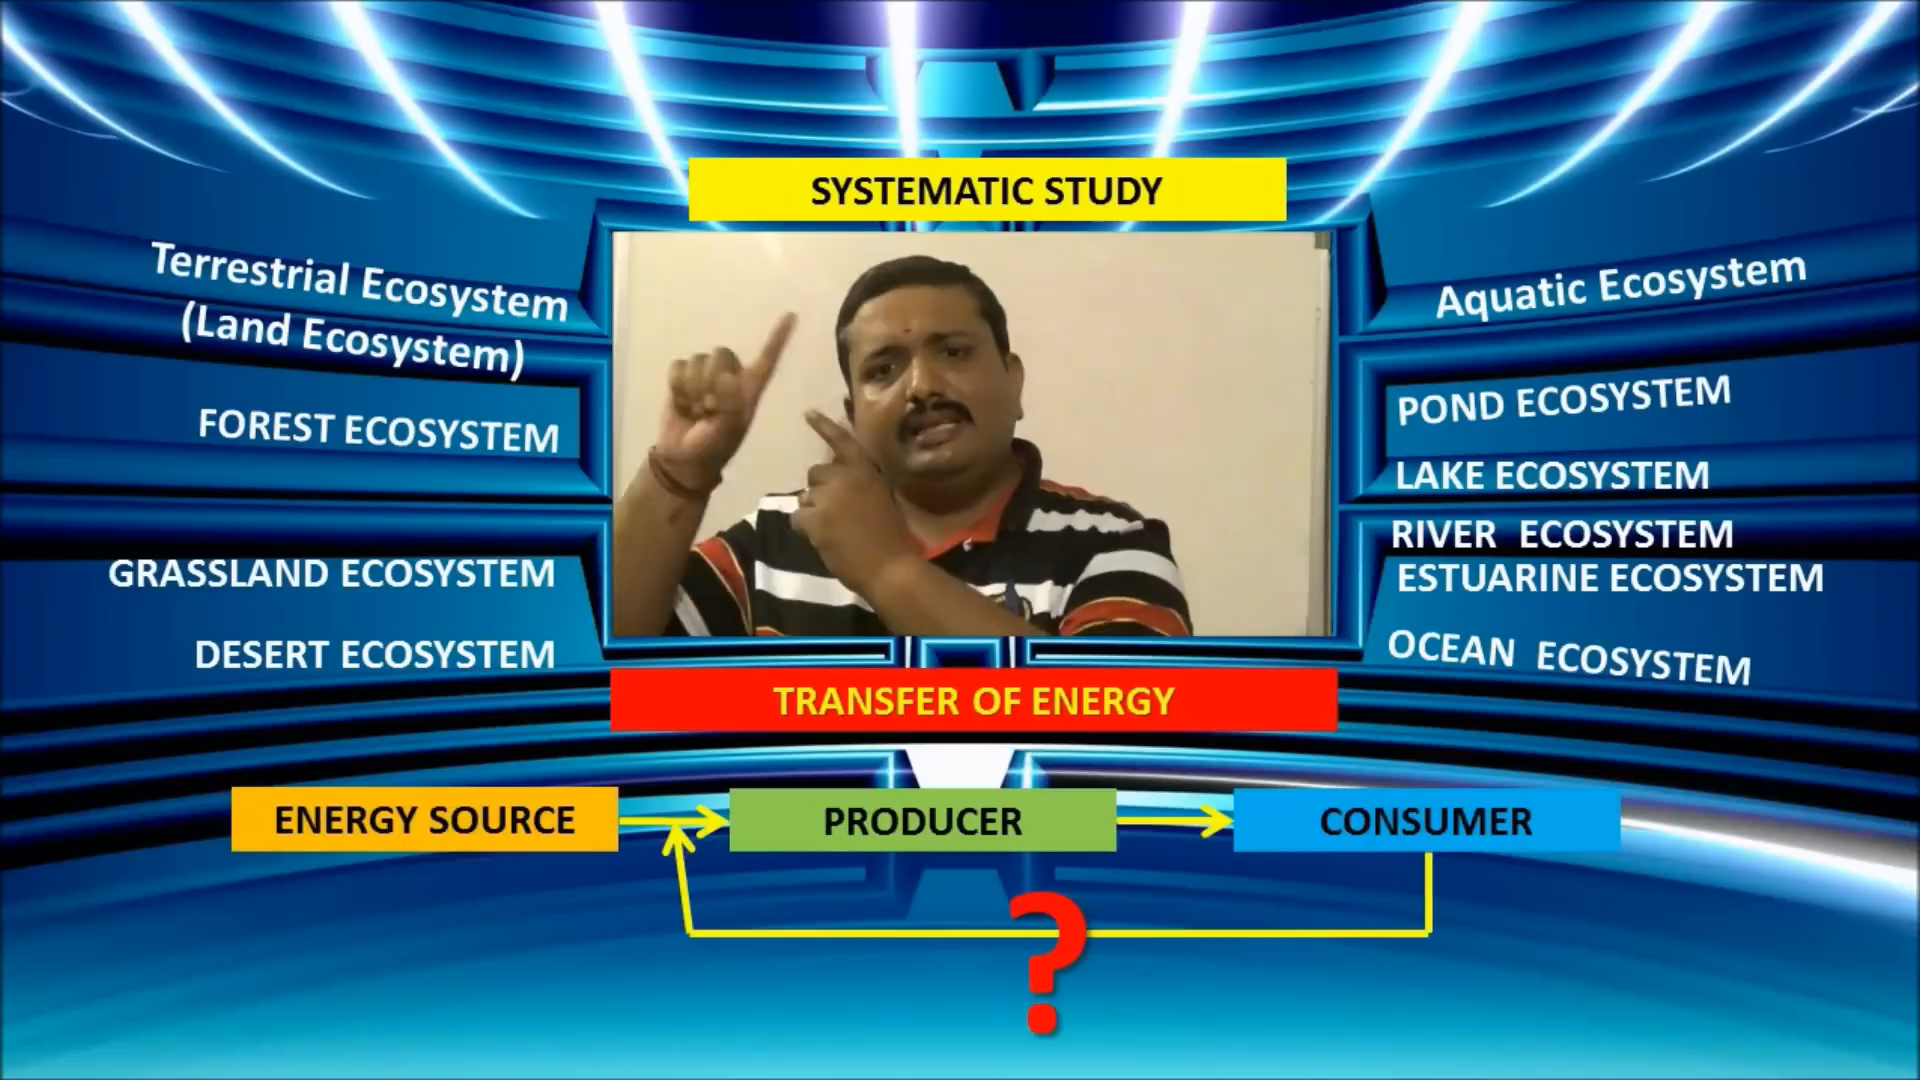 SYSTEMATIC STUDY
Terrestrial Ecosystem
(Land Ecosystem)
FOREST ECOSYSTEM
GRASSLAND ECOSYSTEM
DESERT ECOSYSTEM
Aquatic Ecosystem
POND ECOSYSTEM
LAKE ECOSYSTEM
RIVER ECOSYSTEM
ESTUARINE ECOSYSTEM
OCEAN ECOSYSTEM
TRANSFER OF ENERGY
ENERGY SOURCE
PRODUCER
CONSUMER
?